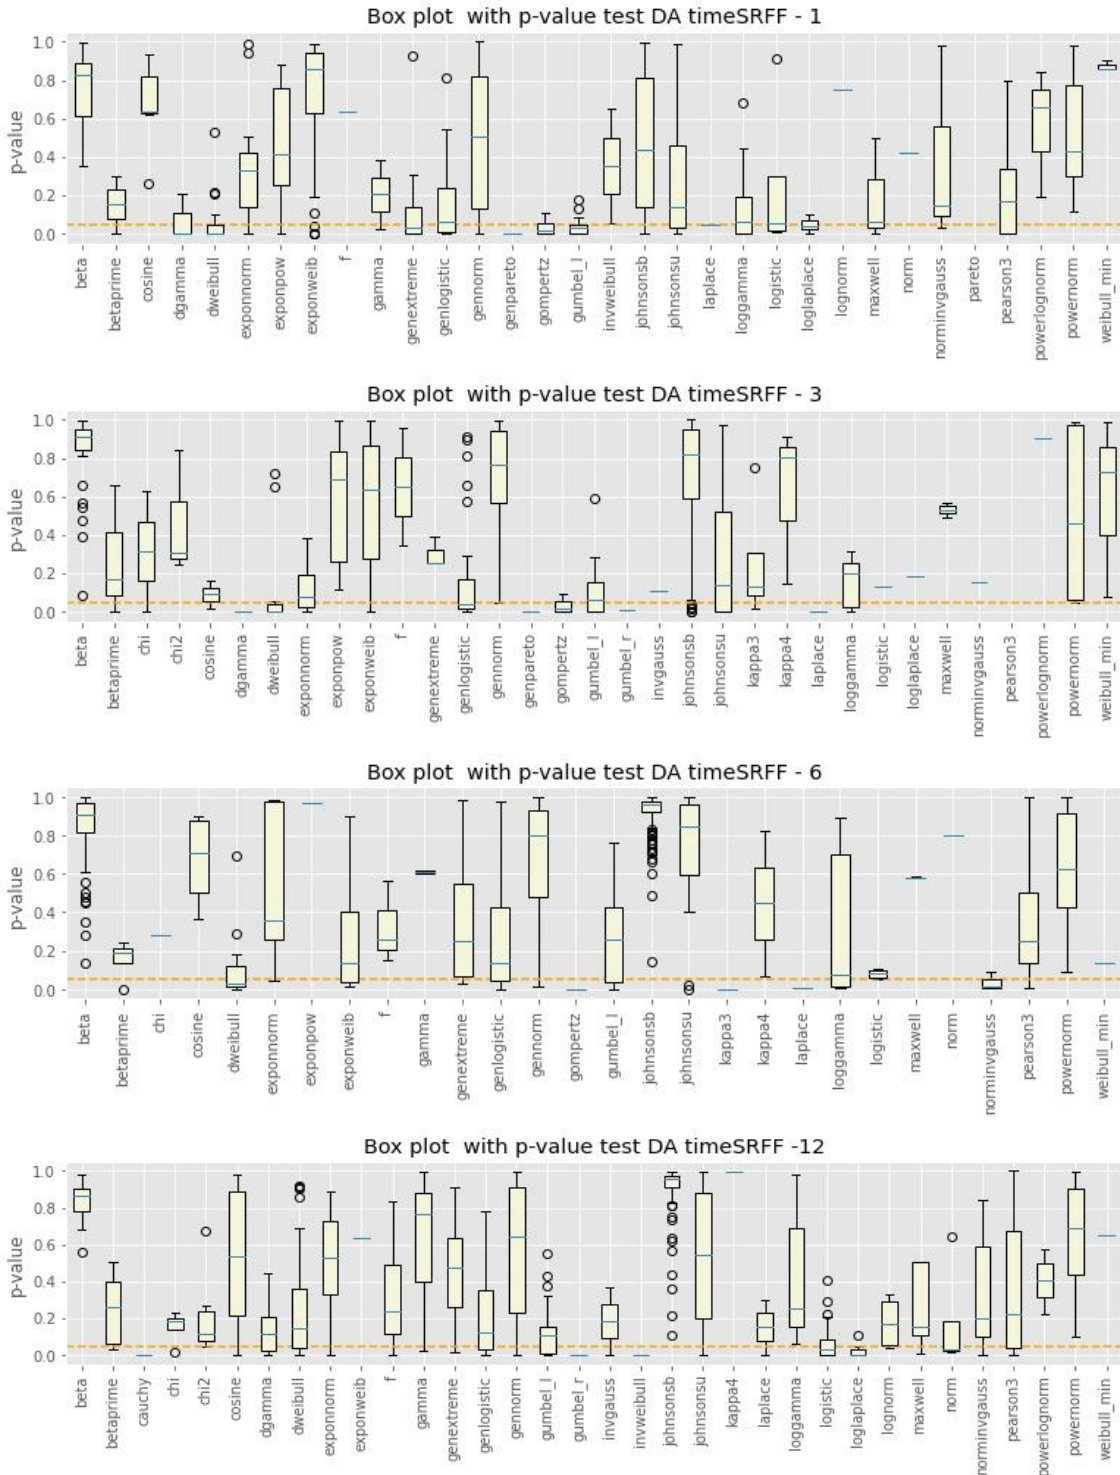 Box plot  with p-value test DA timeSRFF - 1
p-value
1.0
0.8
0.6
0.4
0.2
0.0
beta
betaprime
cosine
dgamma
dweibull
exponnorm
exponpow
exponweib
f
gamma
genextreme
genlogistic
gennorm
genpareto
gompertz
gumbel_l
invweibull
johnsonsb
johnsonsu
laplace
loggamma
logistic
loglaplace
lognorm
maxwell
norm
norminvgauss
pareto
pearson3
powerlognorm
powernorm
weibull_min
Box plot  with p-value test DA timeSRFF - 3
p-value
1.0
0.8
0.6
0.4
0.2
0.0
beta
betaprime
chi
chi2
cosine
dgamma
dweibull
exponnorm
exponpow
exponweib
f
genextreme
genlogistic
gennorm
genpareto
gompertz
gumbel_l
gumbel_r
invgauss
johnsonsb
johnsonsu
kappa3
kappa4
laplace
loggamma
logistic
loglaplace
maxwell
norminvgauss
pearson3
powerlognorm
powernorm
weibull_min
Box plot  with p-value test DA timeSRFF - 6
p-value
1.0
0.8
0.6
0.4
0.2
0.0
beta
betaprime
chi
cosine
dweibull
exponnorm
exponpow
exponweib
f
gamma
genextreme
genlogistic
gennorm
gompertz
gumbel_l
johnsonsb
johnsonsu
kappa3
kappa4
laplace
loggamma
logistic
maxwell
norm
norminvgauss
pearson3
powernorm
weibull_min
Box plot  with p-value test DA timeSRFF -12
p-value
1.0
0.8
0.6
0.4
0.2
0.0
beta
betaprime
cauchy
chi
chi2
cosine
dgamma
dweibull
exponnorm
exponweib
f
gamma
genextreme
genlogistic
gennorm
gumbel_l
gumbel_r
invgauss
invweibull
johnsonsb
johnsonsu
kappa4
laplace
loggamma
logistic
loglaplace
lognorm
maxwell
norm
norminvgauss
pearson3
powerlognorm
powernorm
weibull_min